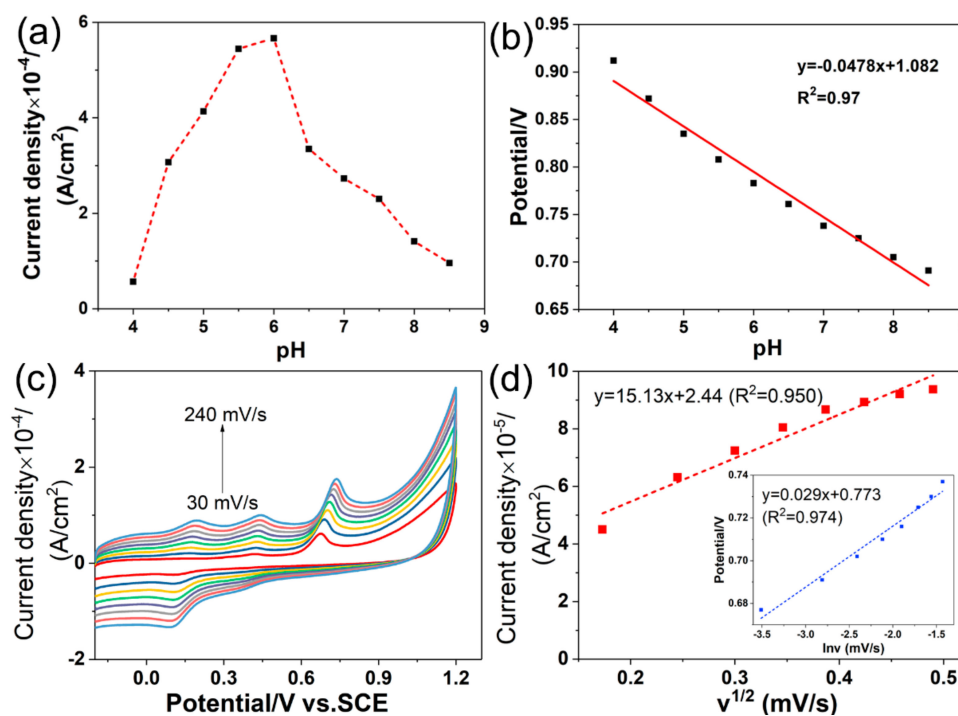 (a)
Current density×10⁻⁴/
(A/cm²)
6
4
2
0
4 5 6 7 8 9
pH
(b)
y=-0.0478x+1.082
R²=0.97
Potential/V
0.90
0.85
0.80
0.75
0.70
0.65
4 5 6 7 8
pH
(c)
240 mV/s
30 mV/s
Current density×10⁻⁴/
(A/cm²)
4
2
0
-2
0.0 0.3 0.6 0.9 1.2
Potential/V vs.SCE
(d)
y=15.13x+2.44 (R²=0.950)
Current density×10⁻⁵/
(A/cm²)
10
8
6
4
2
0
0.2 0.3 0.4 0.5
v¹ᐟ² (mV/s)
y=0.029x+0.773
(R²=0.974)
Potential/V
0.74
0.72
0.70
0.68
-3.5 -3.0 -2.5 -2.0 -1.5
lnv (mV/s)